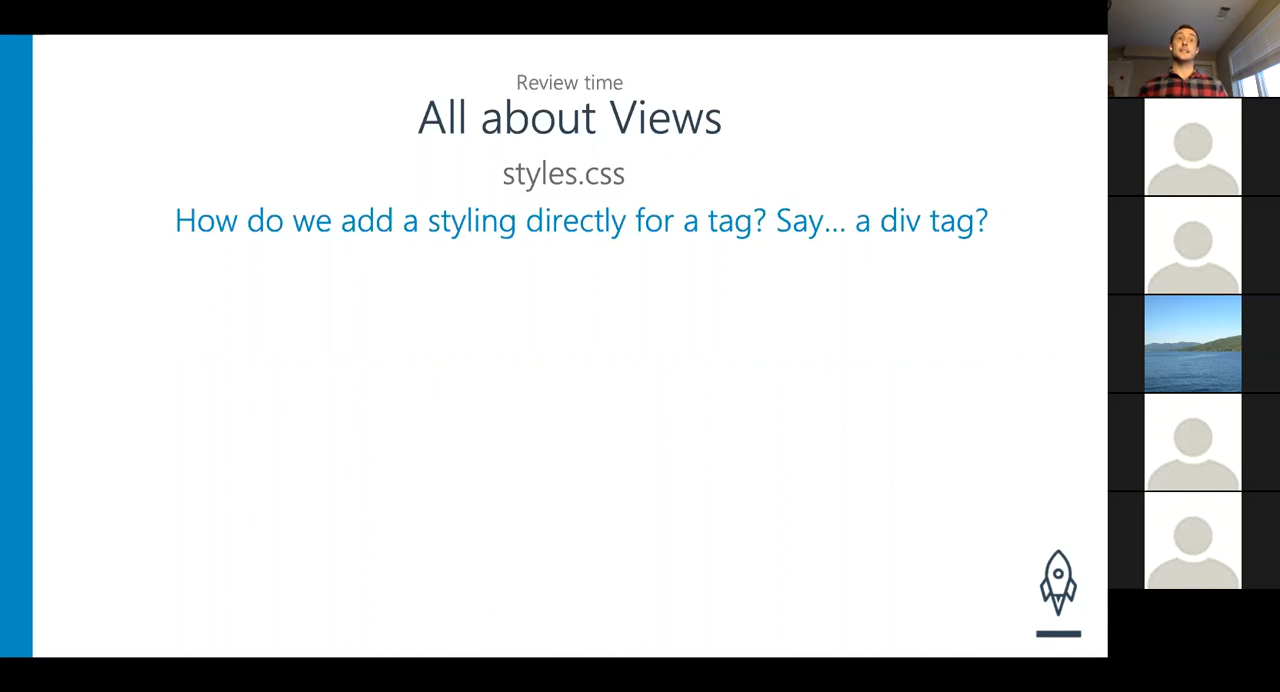 Review time
All about Views
styles.css
How do we add a styling directly for a tag? Say... a div tag?